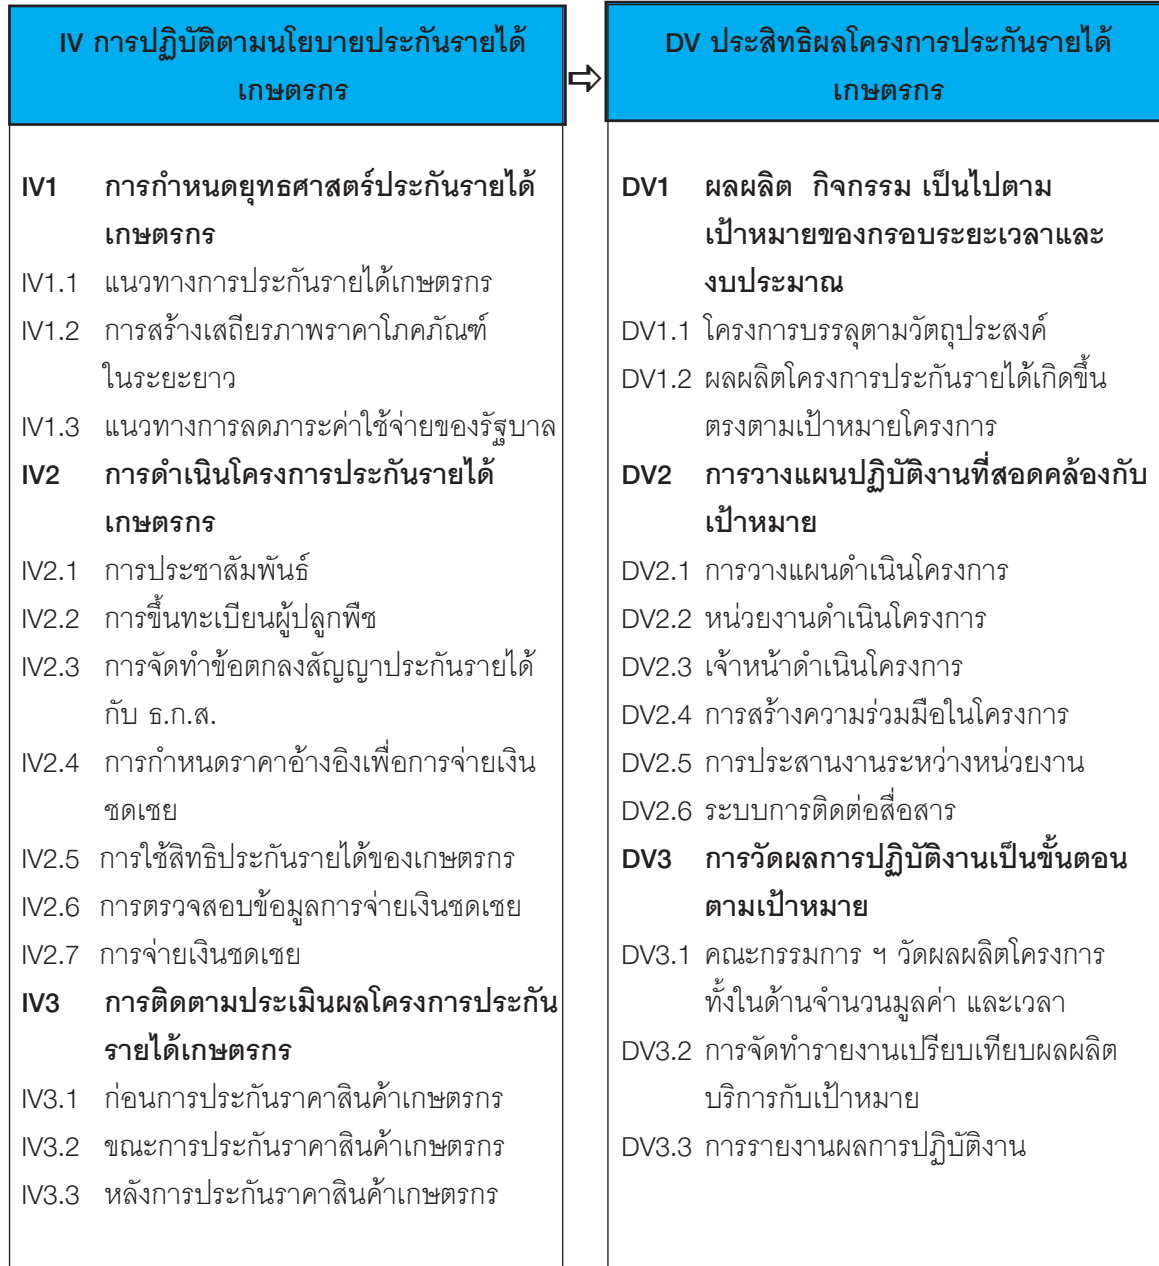 IV การปฏิบัติตามนโยบายประกันรายได้
เกษตรกร
IV1 การกำหนดยุทธศาสตร์ประกันรายได้
เกษตรกร
IV1.1 แนวทางการประกันรายได้เกษตรกร
IV1.2 การสร้างเสถียรภาพราคาโภคภัณฑ์
ในระยะยาว
IV1.3 แนวทางการลดภาระค่าใช้จ่ายของรัฐบาล
IV2 การดำเนินโครงการประกันรายได้
เกษตรกร
IV2.1 การประชาสัมพันธ์
IV2.2 การขึ้นทะเบียนผู้ปลูกพืช
IV2.3 การจัดทำข้อตกลงสัญญาประกันรายได้
กับ ธ.ก.ส.
IV2.4 การกำหนดราคาอ้างอิงเพื่อการจ่ายเงิน
ชดเชย
IV2.5 การใช้สิทธิประกันรายได้ของเกษตรกร
IV2.6 การตรวจสอบข้อมูลการจ่ายเงินชดเชย
IV2.7 การจ่ายเงินชดเชย
IV3 การติดตามประเมินผลโครงการประกัน
รายได้เกษตรกร
IV3.1 ก่อนการประกันราคาสินค้าเกษตรกร
IV3.2 ขณะการประกันราคาสินค้าเกษตรกร
IV3.3 หลังการประกันราคาสินค้าเกษตรกร
DV ประสิทธิผลโครงการประกันรายได้
เกษตรกร
DV1 ผลผลิต กิจกรรม เป็นไปตาม
เป้าหมายของกรอบระยะเวลาและ
งบประมาณ
DV1.1 โครงการบรรลุตามวัตถุประสงค์
DV1.2 ผลผลิตโครงการประกันรายได้เกิดขึ้น
ตรงตามเป้าหมายโครงการ
DV2 การวางแผนปฏิบัติงานที่สอดคล้องกับ
เป้าหมาย
DV2.1 การวางแผนดำเนินโครงการ
DV2.2 หน่วยงานดำเนินโครงการ
DV2.3 เจ้าหน้าดำเนินโครงการ
DV2.4 การสร้างความร่วมมือในโครงการ
DV2.5 การประสานงานระหว่างหน่วยงาน
DV2.6 ระบบการติดต่อสื่อสาร
DV3 การวัดผลการปฏิบัติงานเป็นขั้นตอน
ตามเป้าหมาย
DV3.1 คณะกรรมการ ฯ วัดผลผลิตโครงการ
ทั้งในด้านจำนวนมูลค่า และเวลา
DV3.2 การจัดทำรายงานเปรียบเทียบผลผลิต
บริการกับเป้าหมาย
DV3.3 การรายงานผลการปฏิบัติงาน